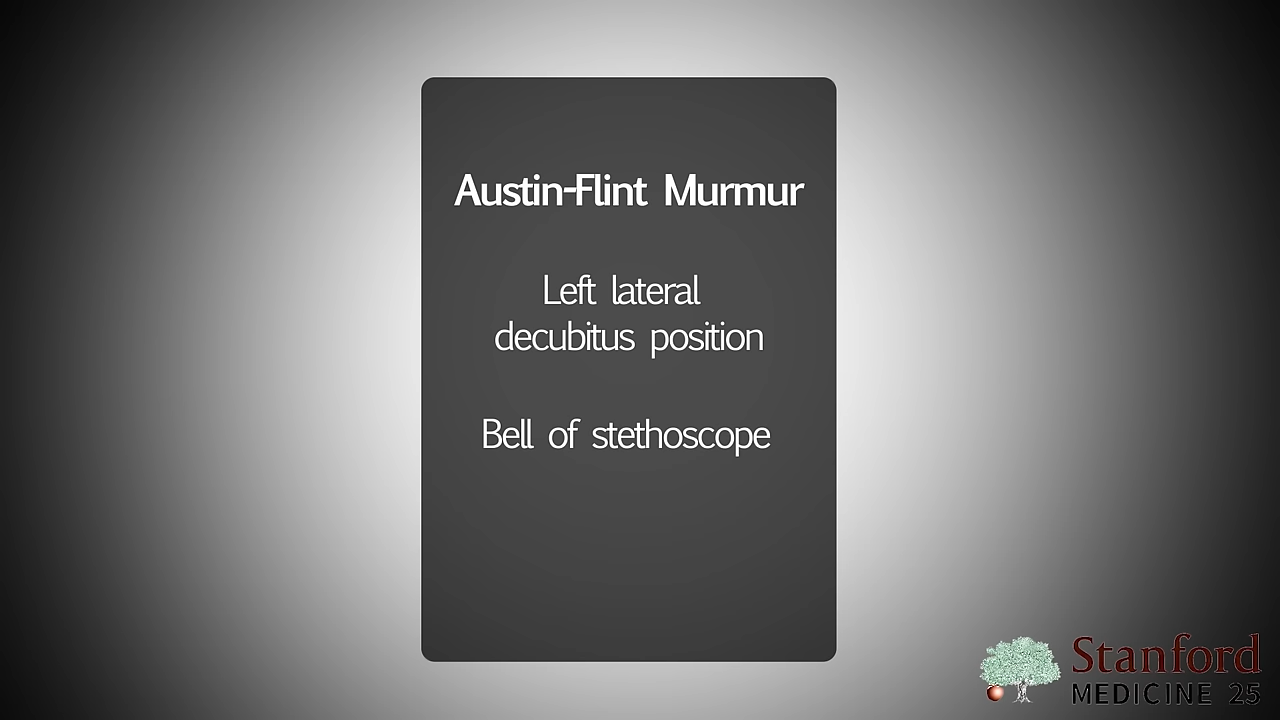 Austin-Flint Murmur
Left lateral
decubitus position
Bell of stethoscope
Stanford
MEDICINE 25